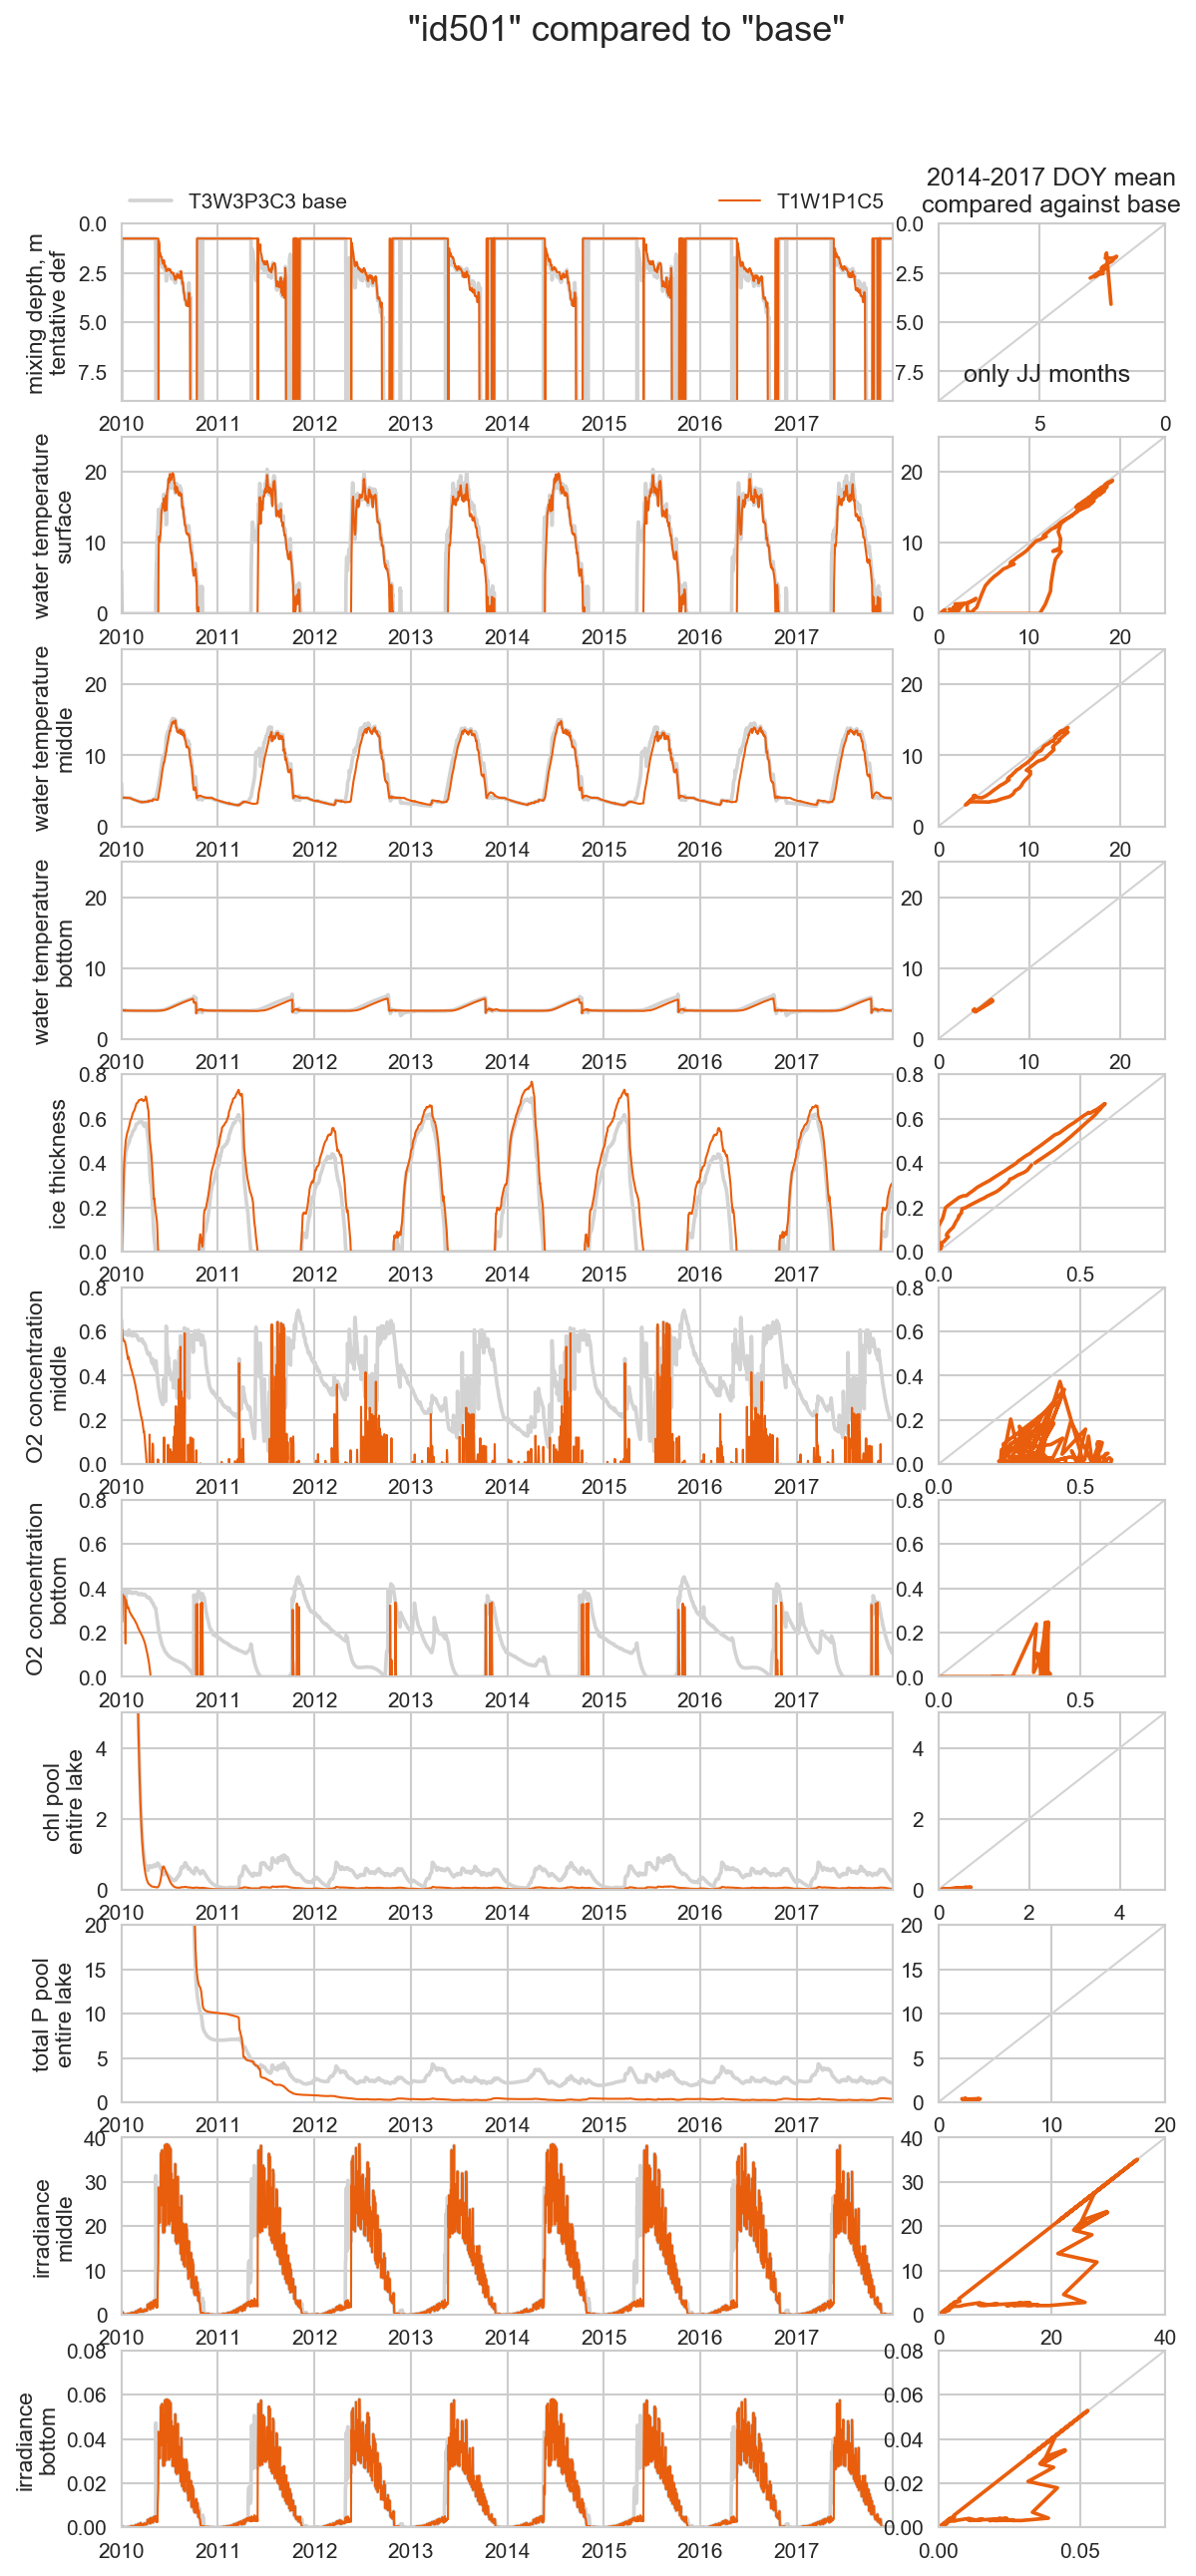 "id501" compared to "base"
T3W3P3C3 base
T1W1P1C5
2014-2017 DOY mean
compared against base
mixing depth, m
tentative def
0.0
2.5
5.0
7.5
2010 2011 2012 2013 2014 2015 2016 2017
0.0
2.5
5.0
7.5
only JJ months
5 0
water temperature
surface
20
10
0
2010 2011 2012 2013 2014 2015 2016 2017
20
10
0
0 10 20
water temperature
middle
20
10
0
2010 2011 2012 2013 2014 2015 2016 2017
20
10
0
0 10 20
water temperature
bottom
20
10
0
2010 2011 2012 2013 2014 2015 2016 2017
20
10
0
0 10 20
ice thickness
0.8
0.6
0.4
0.2
0.0
2010 2011 2012 2013 2014 2015 2016 2017
0.8
0.6
0.4
0.2
0.0
0.0 0.5
O2 concentration
middle
0.8
0.6
0.4
0.2
0.0
2010 2011 2012 2013 2014 2015 2016 2017
0.8
0.6
0.4
0.2
0.0
0.0 0.5
O2 concentration
bottom
0.8
0.6
0.4
0.2
0.0
2010 2011 2012 2013 2014 2015 2016 2017
0.8
0.6
0.4
0.2
0.0
0.0 0.5
chl pool
entire lake
4
2
0
2010 2011 2012 2013 2014 2015 2016 2017
4
2
0
0 2 4
total P pool
entire lake
20
15
10
5
0
2010 2011 2012 2013 2014 2015 2016 2017
20
15
10
5
0
0 10 20
irradiance
middle
40
30
20
10
0
2010 2011 2012 2013 2014 2015 2016 2017
40
30
20
10
0
0 20 40
irradiance
bottom
0.08
0.06
0.04
0.02
0.00
2010 2011 2012 2013 2014 2015 2016 2017
0.08
0.06
0.04
0.02
0.00
0.00 0.05